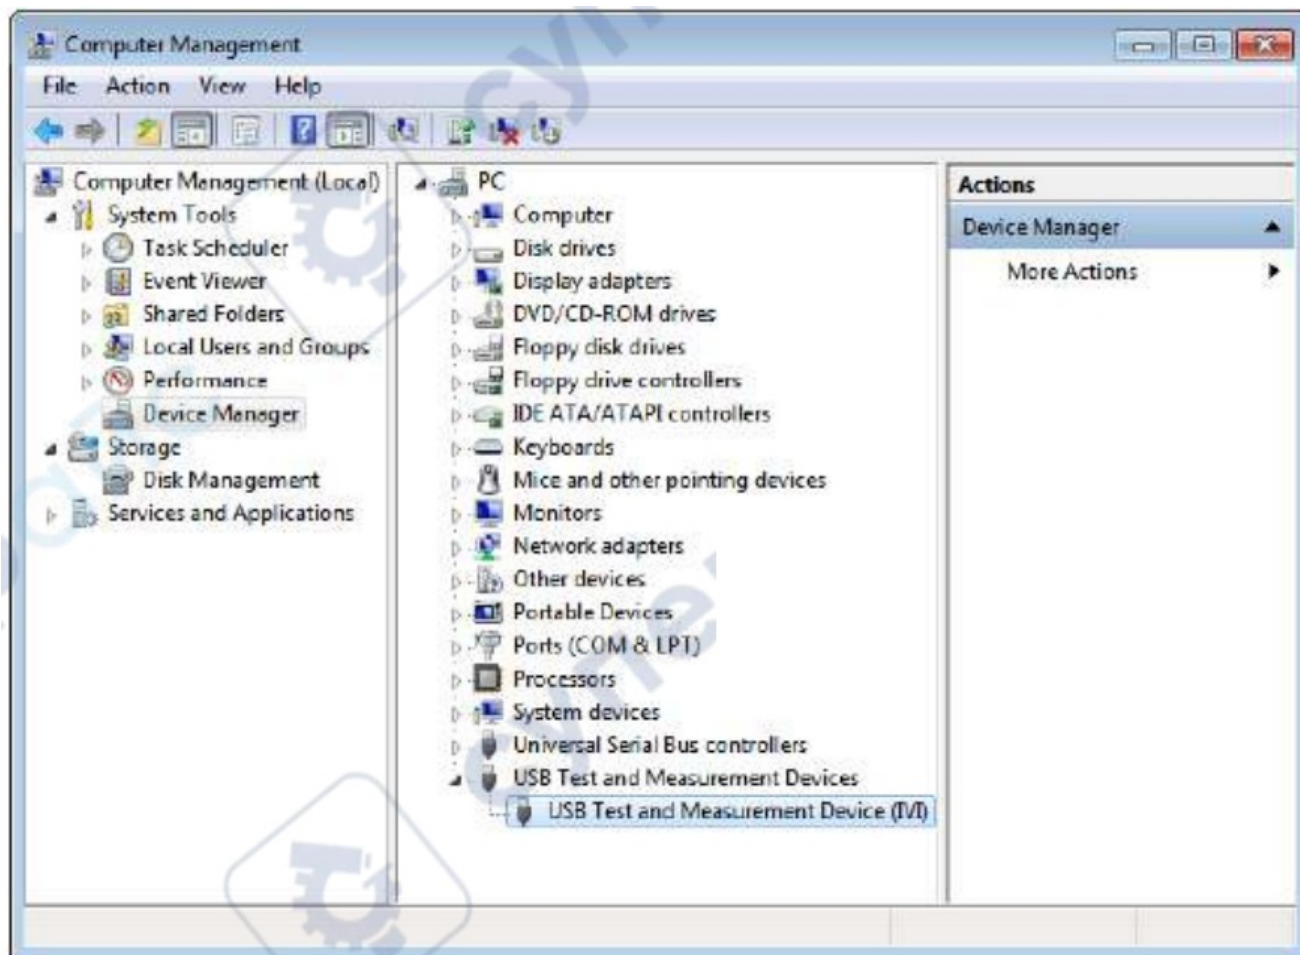 Computer Management
File Action View Help
Computer Management (Local)
System Tools
Task Scheduler
Event Viewer
Shared Folders
Local Users and Groups
Performance
Device Manager
Storage
Disk Management
Services and Applications
PC
Computer
Disk drives
Display adapters
DVD/CD-ROM drives
Floppy disk drives
Floppy drive controllers
IDE ATA/ATAPI controllers
Keyboards
Mice and other pointing devices
Monitors
Network adapters
Other devices
Portable Devices
Ports (COM & LPT)
Processors
System devices
Universal Serial Bus controllers
USB Test and Measurement Devices
USB Test and Measurement Device (IVI)
Actions
Device Manager
More Actions